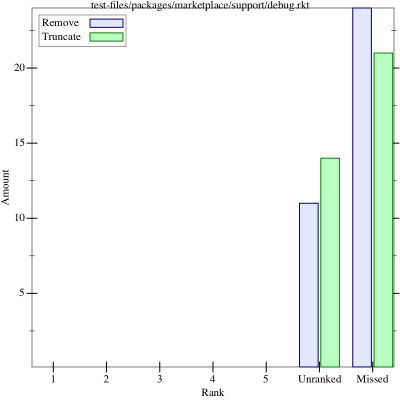 test-files/packages/marketplace/support/debug.rkt
Remove
Truncate
20
15
10
5
Amount
1 2 3 4 5 Unranked Missed
Rank